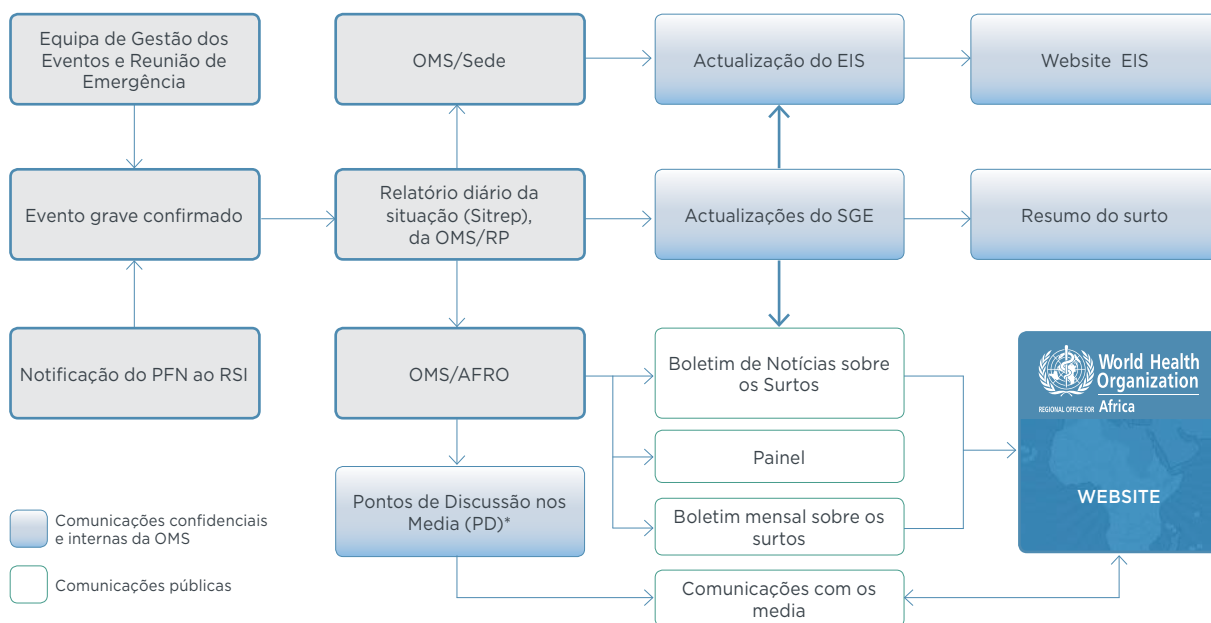 Equipa de Gestão dos
Eventos e Reunião de
Emergência
OMS/Sede
Actualização do EIS
Website EIS
Evento grave confirmado
Relatório diário da
situação (Sitrep),
da OMS/RP
Actualizações do SGE
Resumo do surto
Notificação do PFN ao RSI
OMS/AFRO
Boletim de Notícias sobre
os Surtos
World Health
Organization
REGIONAL OFFICE FOR Africa
Painel
Pontos de Discussão nos
Media (PD)*
WEBSITE
Boletim mensal sobre os
surtos
Comunicações confidenciais
e internas da OMS
Comunicações públicas
Comunicações com os
media